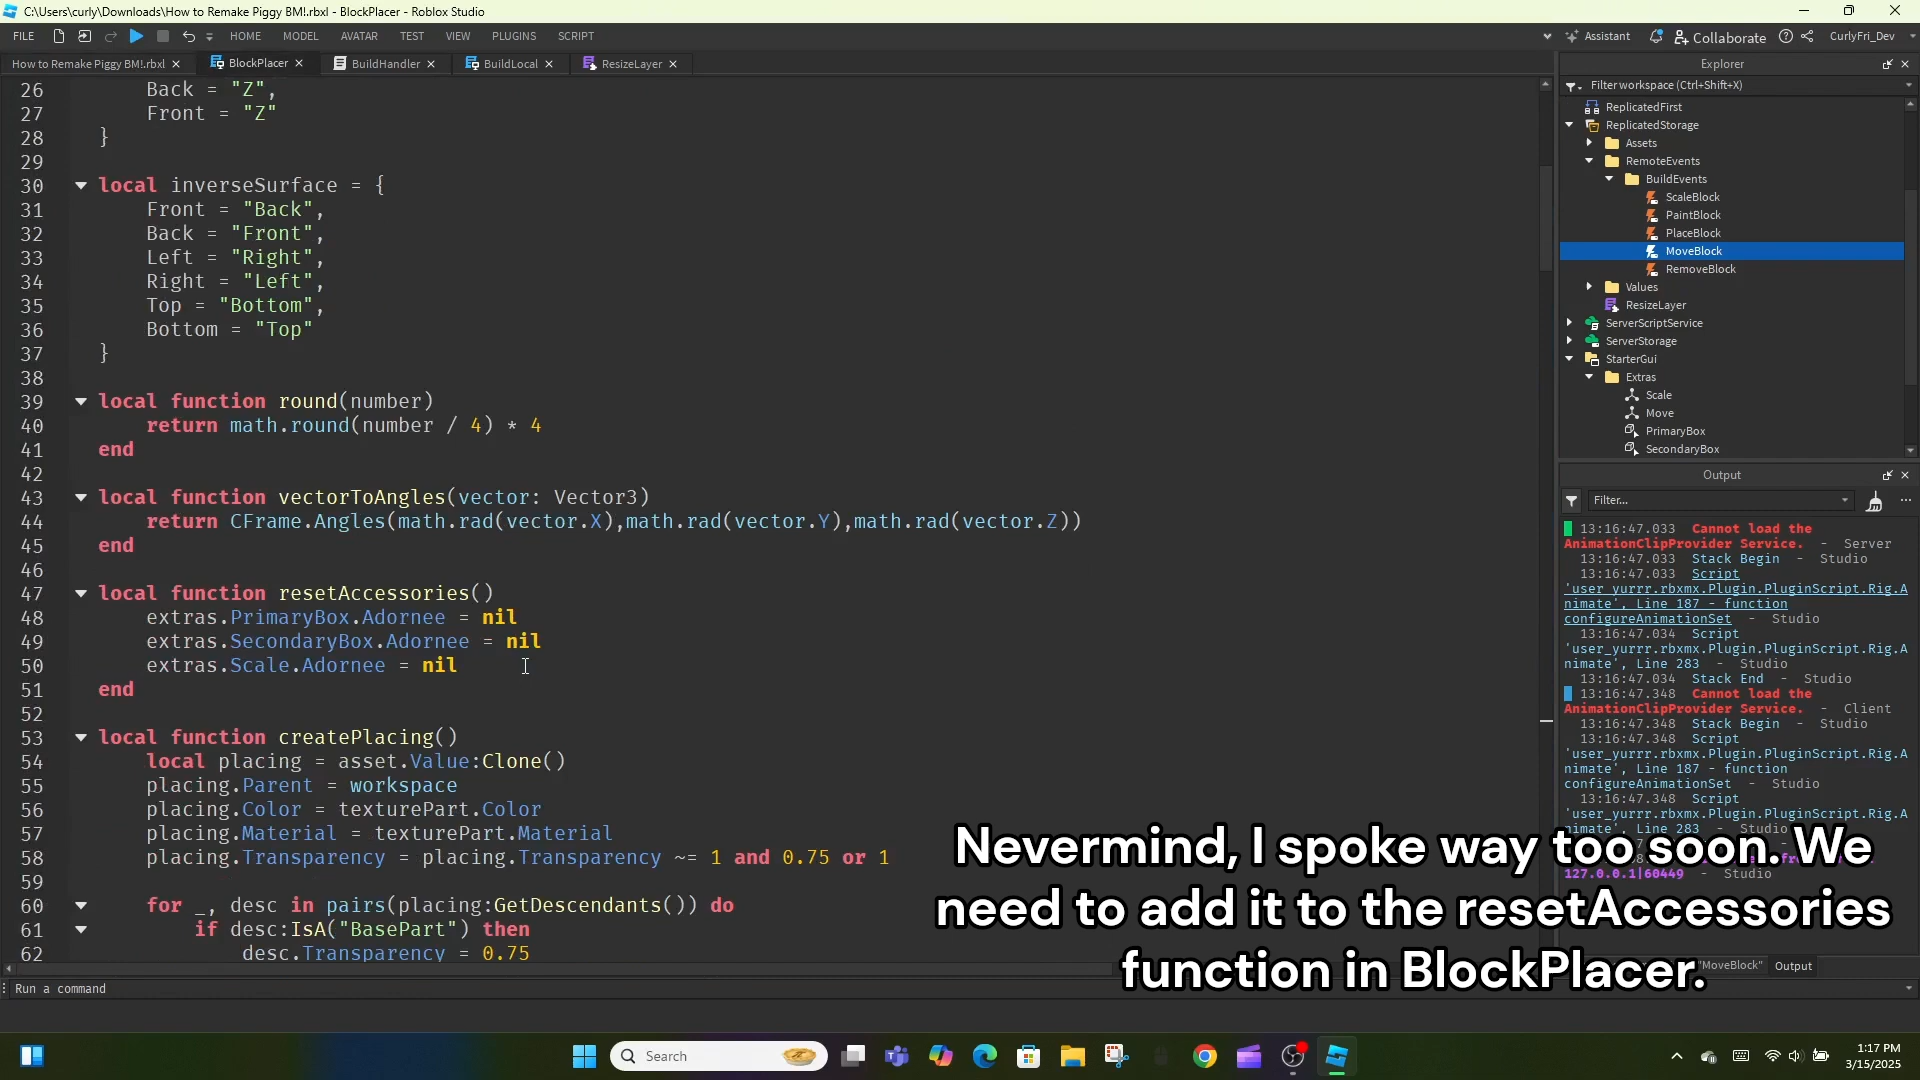 C:\Users\curly\Downloads\How to Remake Piggy BM!.rbxl - BlockPlacer - Roblox Studio
FILE HOME MODEL AVATAR TEST VIEW PLUGINS SCRIPT Assistant Collaborate CurlyFri_Dev
How to Remake Piggy BM!.rbxl BlockPlacer BuildHandler BuildLocal ResizeLayer
26 Back = "Z",
27 Front = "Z"
28 }
29
30 local inverseSurface = {
31 Front = "Back",
32 Back = "Front",
33 Left = "Right",
34 Right = "Left",
35 Top = "Bottom",
36 Bottom = "Top"
37 }
38
39 local function round(number)
40 return math.round(number / 4) * 4
41 end
42
43 local function vectorToAngles(vector: Vector3)
44 return CFrame.Angles(math.rad(vector.X),math.rad(vector.Y),math.rad(vector.Z))
45 end
46
47 local function resetAccessories()
48 extras.PrimaryBox.Adornee = nil
49 extras.SecondaryBox.Adornee = nil
50 extras.Scale.Adornee = nil
51 end
52
53 local function createPlacing()
54 local placing = asset.Value:Clone()
55 placing.Parent = workspace
56 placing.Color = texturePart.Color
57 placing.Material = texturePart.Material
58 placing.Transparency = placing.Transparency ~= 1 and 0.75 or 1
59
60 for _, desc in pairs(placing:GetDescendants()) do
61 if desc:IsA("BasePart") then
62 desc.Transparency = 0.75
Explorer
Filter workspace (Ctrl+Shift+X)
ReplicatedFirst
ReplicatedStorage
Assets
RemoteEvents
BuildEvents
ScaleBlock
PaintBlock
PlaceBlock
MoveBlock
RemoveBlock
Values
ResizeLayer
ServerScriptService
ServerStorage
StarterGui
Extras
Scale
Move
PrimaryBox
SecondaryBox
Output
Filter...
13:16:47.033 Cannot load the
AnimationClipProvider Service. - Server
13:16:47.033 Stack Begin - Studio
13:16:47.033 Script
'user_yurrr.rbxmx.Plugin.PluginScript.Rig.A
nimate', Line 187 - function
configureAnimationSet - Studio
13:16:47.034 Script
'user_yurrr.rbxmx.Plugin.PluginScript.Rig.A
nimate', Line 283 - Studio
13:16:47.034 Stack End - Studio
13:16:47.348 Cannot load the
AnimationClipProvider Service. - Client
13:16:47.348 Stack Begin - Studio
13:16:47.348 Script
'user_yurrr.rbxmx.Plugin.PluginScript.Rig.A
nimate', Line 187 - function
configureAnimationSet - Studio
13:16:47.348 Script
'user_yurrr.rbxmx.Plugin.PluginScript.Rig.A
nimate', Line 283 - Studio
127.0.0.1|60449 - Studio
"MoveBlock" Output
Nevermind, I spoke way too soon. We
need to add it to the resetAccessories
function in BlockPlacer.
Run a command
Search
1:17 PM
3/15/2025